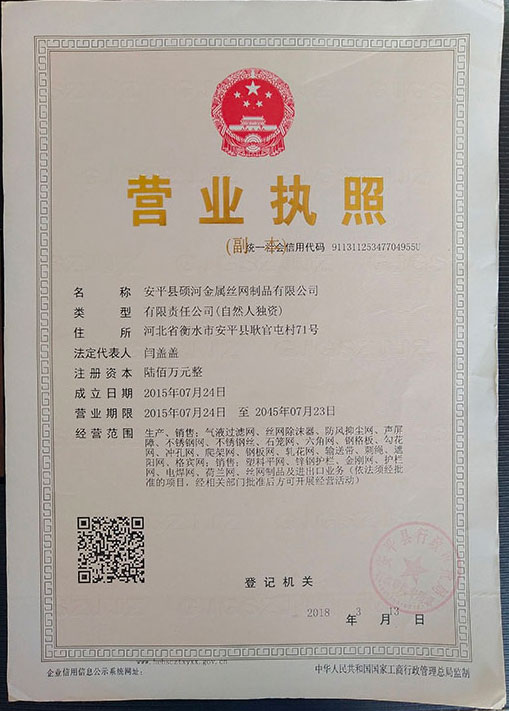 营业执照
(副 本)
统一社会信用代码 91131125347704955U
名 称 安平县硕河金属丝网制品有限公司
类 型 有限责任公司(自然人独资)
住 所 河北省衡水市安平县耿官屯村71号
法定代表人 闫盖盖
注册资本 陆佰万元整
成立日期 2015年07月24日
营业期限 2015年07月24日 至 2045年07月23日
经营范围 生产、销售:气液过滤网、丝网除沫器、防风抑尘网、声屏
障、不锈钢网、不锈钢丝、石笼网、六角网、钢格板、勾花
网、冲孔网、爬架网、钢板网、轧花网、输送带、刺绳、遮
阳网、格宾网;销售:塑料平网、锌钢护栏、金刚网、护栏
网、电焊网、荷兰网、丝网制品及进出口业务(依法须经批
准的项目,经相关部门批准后方可开展经营活动)
登记机关
2018 年 3 月 13 日
企业信用信息公示系统网址:
中华人民共和国国家工商行政管理总局监制